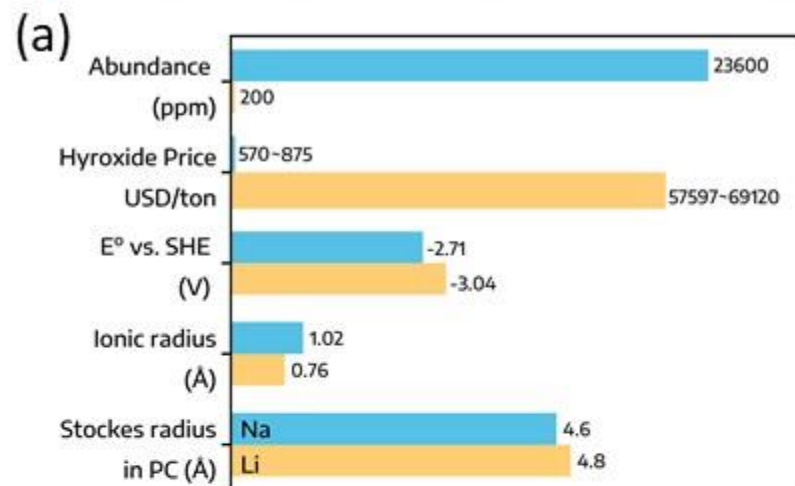 (a)
Abundance
(ppm)
23600
200
Hyroxide Price
USD/ton
570~875
57597~69120
Eº vs. SHE
(V)
-2.71
-3.04
Ionic radius
(Å)
1.02
0.76
Stockes radius
in PC (Å)
Na
4.6
Li
4.8